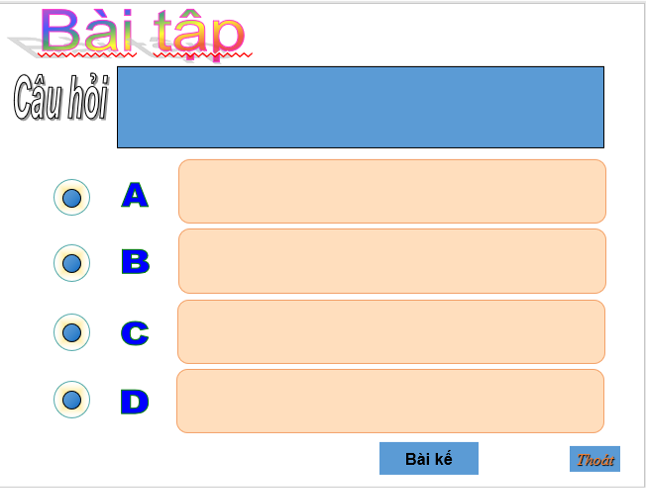 Bài tập
Câu hỏi
A
B
C
D
Bài kế
Thoát